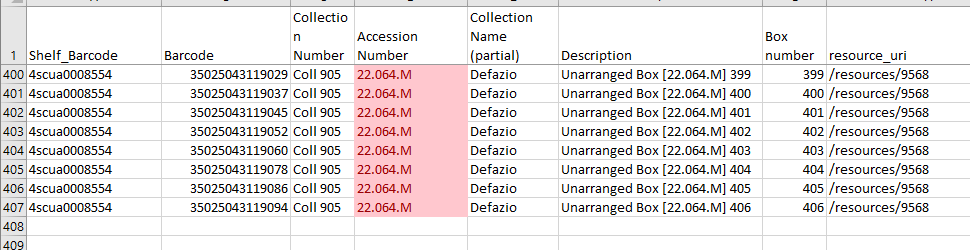 Collectio
n Collection
Number Accession Name Box
1 Shelf_Barcode Barcode Number (partial) Description number resource_uri
400 4scua0008554 35025043119029 Coll 905 22.064.M Defazio Unarranged Box [22.064.M] 399 399 /resources/9568
401 4scua0008554 35025043119037 Coll 905 22.064.M Defazio Unarranged Box [22.064.M] 400 400 /resources/9568
402 4scua0008554 35025043119045 Coll 905 22.064.M Defazio Unarranged Box [22.064.M] 401 401 /resources/9568
403 4scua0008554 35025043119052 Coll 905 22.064.M Defazio Unarranged Box [22.064.M] 402 402 /resources/9568
404 4scua0008554 35025043119060 Coll 905 22.064.M Defazio Unarranged Box [22.064.M] 403 403 /resources/9568
405 4scua0008554 35025043119078 Coll 905 22.064.M Defazio Unarranged Box [22.064.M] 404 404 /resources/9568
406 4scua0008554 35025043119086 Coll 905 22.064.M Defazio Unarranged Box [22.064.M] 405 405 /resources/9568
407 4scua0008554 35025043119094 Coll 905 22.064.M Defazio Unarranged Box [22.064.M] 406 406 /resources/9568
408
409